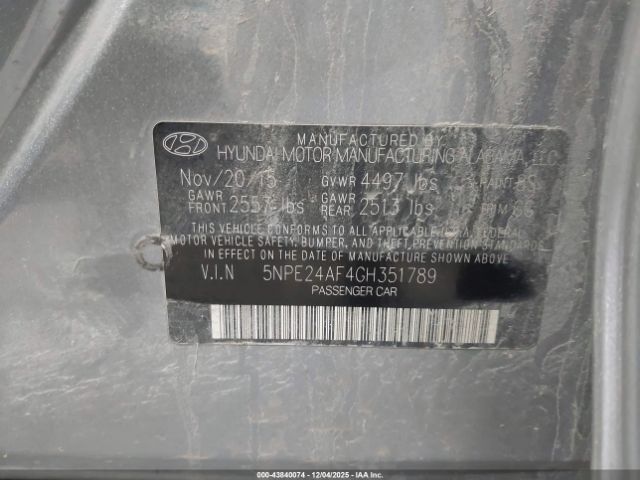 MANUFACTURED BY
HYUNDAI MOTOR MANUFACTURING ALABAMA, LLC
Nov/20/15 GVWR 4497 lbs PAINT
GAWR FRONT 2557 lbs GAWR REAR 2513 lbs TRIM
THIS VEHICLE CONFORMS TO ALL APPLICABLE U.S.A. FEDERAL
MOTOR VEHICLE SAFETY, BUMPER, AND THEFT PREVENTION STANDARDS
IN EFFECT ON THE DATE OF MANUFACTURE SHOWN ABOVE
V.I.N 5NPE24AF4GH351789
PASSENGER CAR
000-43840074 | 12/04/2025 | IAA Inc.